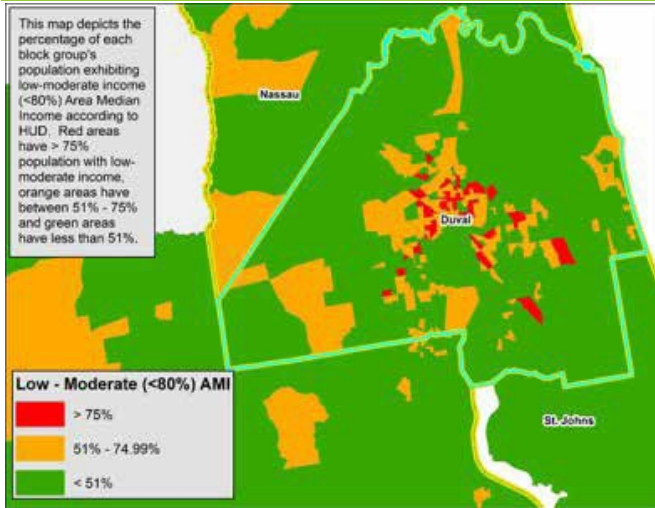 This map depicts the
percentage of each
block group's
population exhibiting
low-moderate income
(<80%) Area Median
Income according to
HUD. Red areas
have > 75%
population with low-
moderate income,
orange areas have
between 51% - 75%
and green areas
have less than 51%.
Nassau
Duval
St. Johns
Low - Moderate (<80%) AMI
> 75%
51% - 74.99%
< 51%